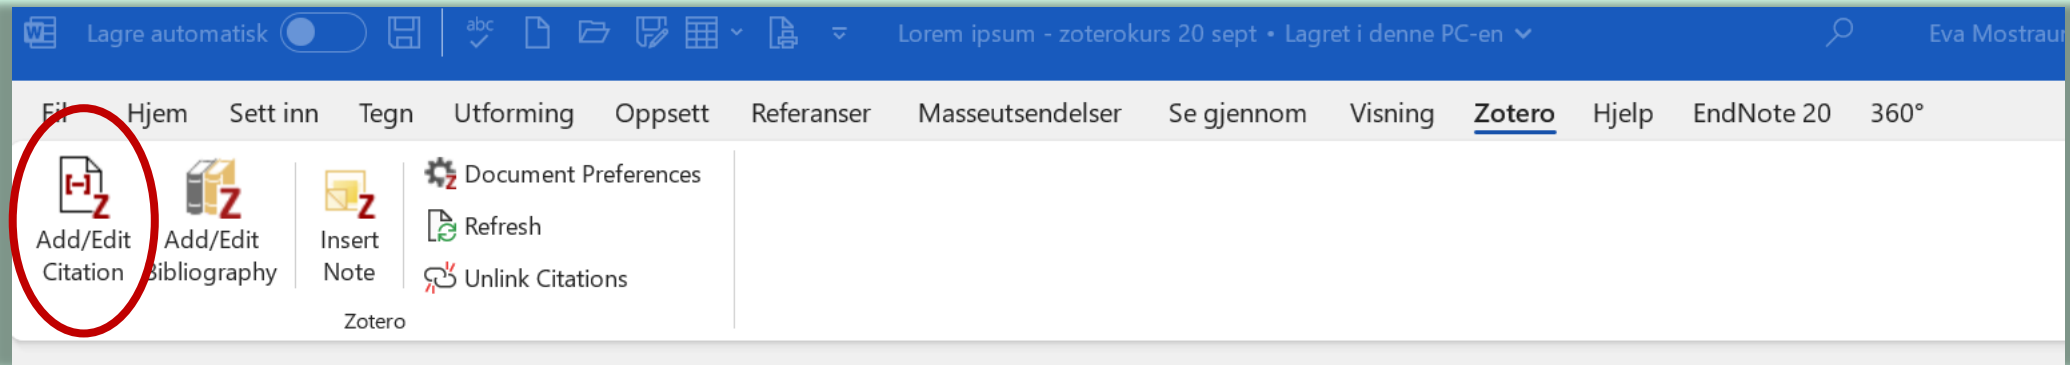 Lagre automatisk abc Lorem ipsum - zoterokurs 20 sept • Lagret i denne PC-en Eva Mostraum
Fil Hjem Sett inn Tegn Utforming Oppsett Referanser Masseutsendelser Se gjennom Visning Zotero Hjelp EndNote 20 360°
Add/Edit
Citation
Add/Edit
Bibliography
Insert
Note
Document Preferences
Refresh
Unlink Citations
Zotero